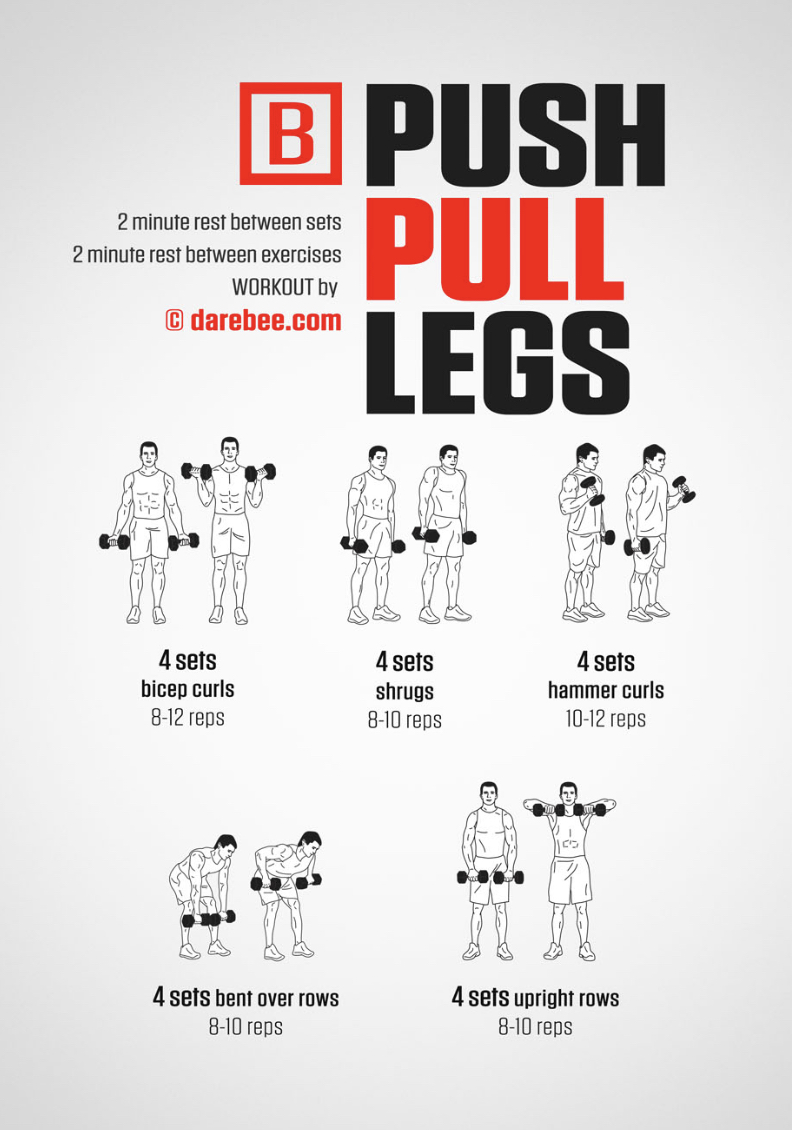 B
PUSH
PULL
LEGS
2 minute rest between sets
2 minute rest between exercises
WORKOUT by
© darebee.com
4 sets
bicep curls
8-12 reps
4 sets
shrugs
8-10 reps
4 sets
hammer curls
10-12 reps
4 sets bent over rows
8-10 reps
4 sets upright rows
8-10 reps